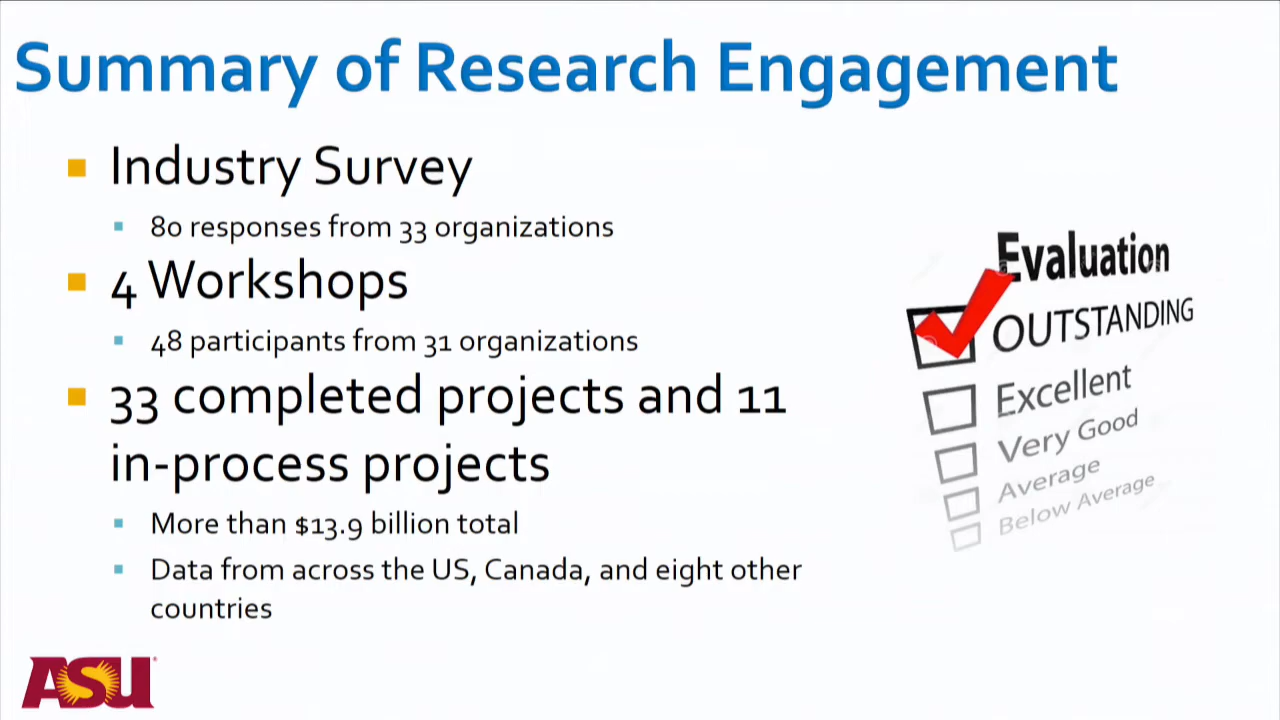 Summary of Research Engagement
Industry Survey
80 responses from 33 organizations
4 Workshops
48 participants from 31 organizations
33 completed projects and 11
in-process projects
More than $13.9 billion total
Data from across the US, Canada, and eight other
countries
Evaluation
OUTSTANDING
Excellent
Very Good
Average
Below Average
ASU